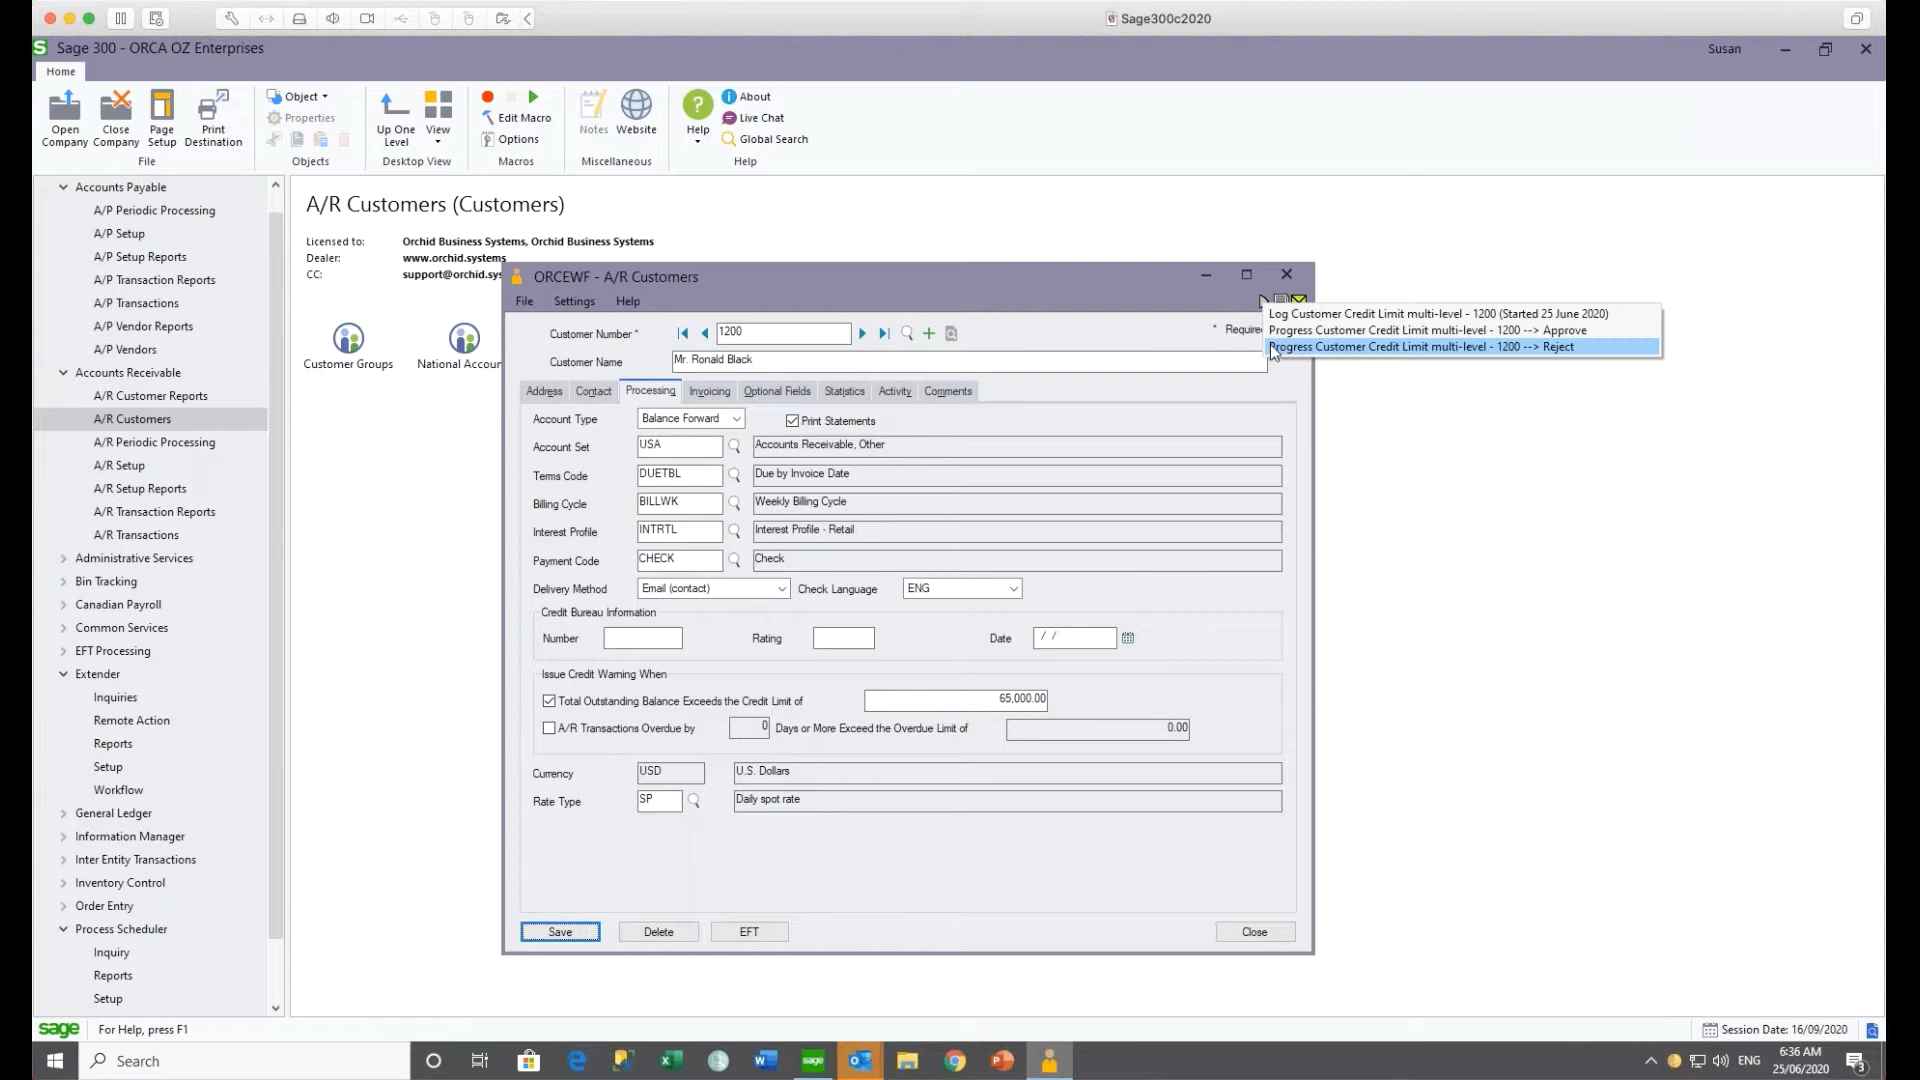 Sage300c2020
S Sage 300 - ORCA OZ Enterprises
Susan
Home
Open Company
Close Company
Page Setup
Print Destination
File
Object
Properties
Objects
Up One Level
View
Desktop View
Edit Macro
Options
Macros
Notes
Website
Miscellaneous
Help
About
Live Chat
Global Search
Help
Accounts Payable
A/P Periodic Processing
A/P Setup
A/P Setup Reports
A/P Transaction Reports
A/P Transactions
A/P Vendor Reports
A/P Vendors
Accounts Receivable
A/R Customer Reports
A/R Customers
A/R Periodic Processing
A/R Setup
A/R Setup Reports
A/R Transaction Reports
A/R Transactions
Administrative Services
Bin Tracking
Canadian Payroll
Common Services
EFT Processing
Extender
Inquiries
Remote Action
Reports
Setup
Workflow
General Ledger
Information Manager
Inter Entity Transactions
Inventory Control
Order Entry
Process Scheduler
Inquiry
Reports
Setup
A/R Customers (Customers)
Licensed to: Orchid Business Systems, Orchid Business Systems
Dealer: www.orchid.systems
CC: support@orchid.sys
Customer Groups
National Accoun
ORCEWF - A/R Customers
File Settings Help
Log Customer Credit Limit multi-level - 1200 (Started 25 June 2020)
Progress Customer Credit Limit multi-level - 1200 --> Approve
Progress Customer Credit Limit multi-level - 1200 --> Reject
Customer Number * 1200
* Require
Customer Name Mr. Ronald Black
Address Contact Processing Invoicing Optional Fields Statistics Activity Comments
Account Type Balance Forward Print Statements
Account Set USA Accounts Receivable, Other
Terms Code DUETBL Due by Invoice Date
Billing Cycle BILLWK Weekly Billing Cycle
Interest Profile INTRTL Interest Profile - Retail
Payment Code CHECK Check
Delivery Method Email (contact) Check Language ENG
Credit Bureau Information
Number Rating Date / /
Issue Credit Warning When
Total Outstanding Balance Exceeds the Credit Limit of 65,000.00
A/R Transactions Overdue by 0 Days or More Exceed the Overdue Limit of 0.00
Currency USD U.S. Dollars
Rate Type SP Daily spot rate
Save Delete EFT Close
sage For Help, press F1
Session Date: 16/09/2020
Search
sage
ENG
6:36 AM
25/06/2020
3